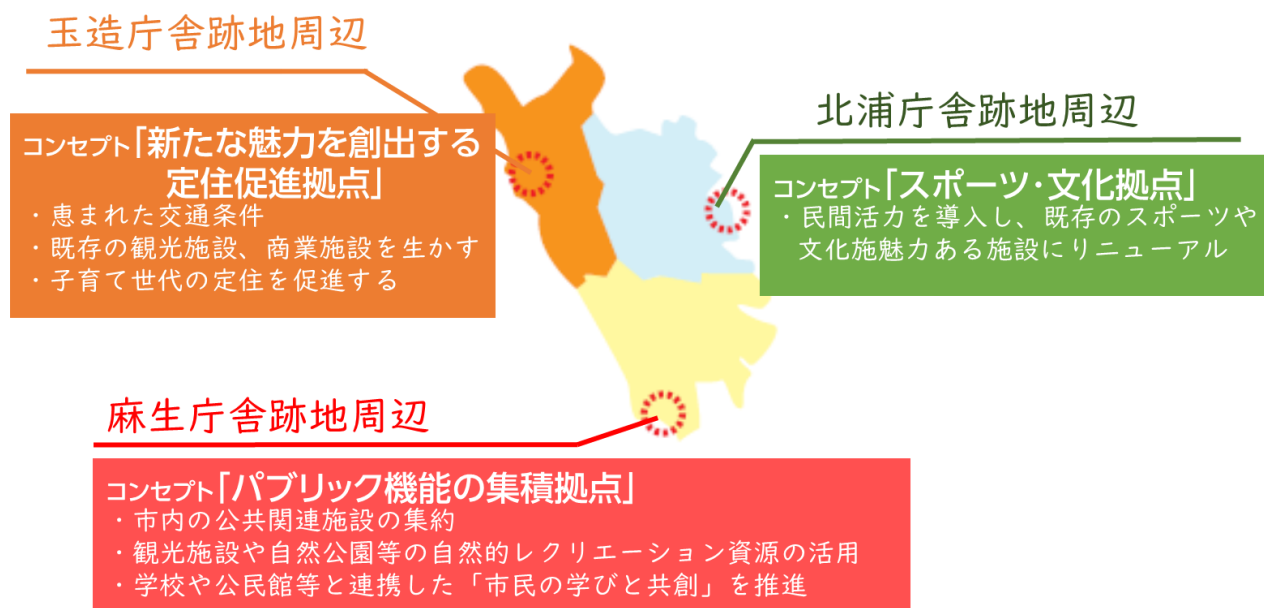 玉造庁舎跡地周辺
コンセプト「新たな魅力を創出する
定住促進拠点」
・恵まれた交通条件
・既存の観光施設、商業施設を生かす
・子育て世代の定住を促進する
北浦庁舎跡地周辺
コンセプト「スポーツ・文化拠点」
・民間活力を導入し、既存のスポーツや
文化施魅力ある施設にリニューアル
麻生庁舎跡地周辺
コンセプト「パブリック機能の集積拠点」
・市内の公共関連施設の集約
・観光施設や自然公園等の自然的レクリエーション資源の活用
・学校や公民館等と連携した「市民の学びと共創」を推進